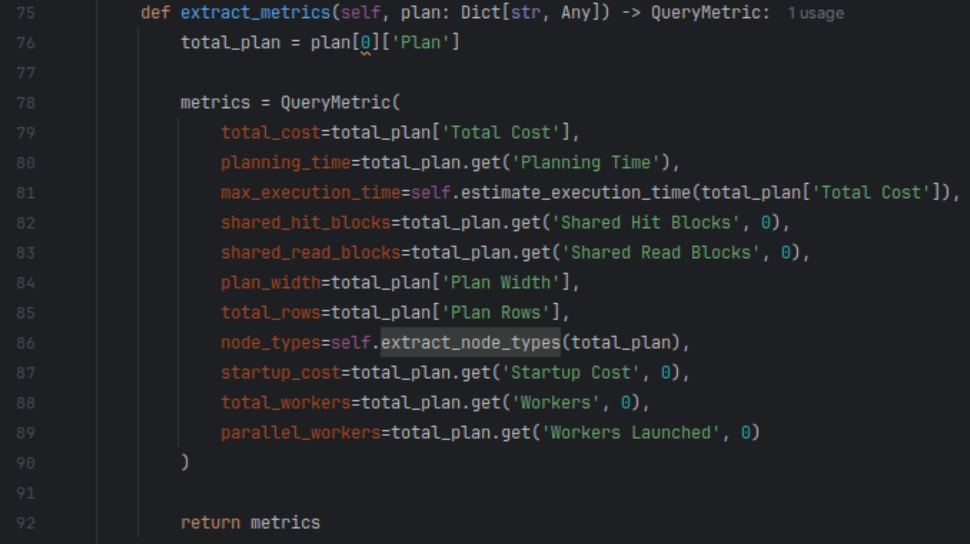 75 def extract_metrics(self, plan: Dict[str, Any]) -> QueryMetric: 1 usage
76 total_plan = plan[0]['Plan']
77
78 metrics = QueryMetric(
79 total_cost=total_plan['Total Cost'],
80 planning_time=total_plan.get('Planning Time'),
81 max_execution_time=self.estimate_execution_time(total_plan['Total Cost']),
82 shared_hit_blocks=total_plan.get('Shared Hit Blocks', 0),
83 shared_read_blocks=total_plan.get('Shared Read Blocks', 0),
84 plan_width=total_plan['Plan Width'],
85 total_rows=total_plan['Plan Rows'],
86 node_types=self.extract_node_types(total_plan),
87 startup_cost=total_plan.get('Startup Cost', 0),
88 total_workers=total_plan.get('Workers', 0),
89 parallel_workers=total_plan.get('Workers Launched', 0)
90 )
91
92 return metrics